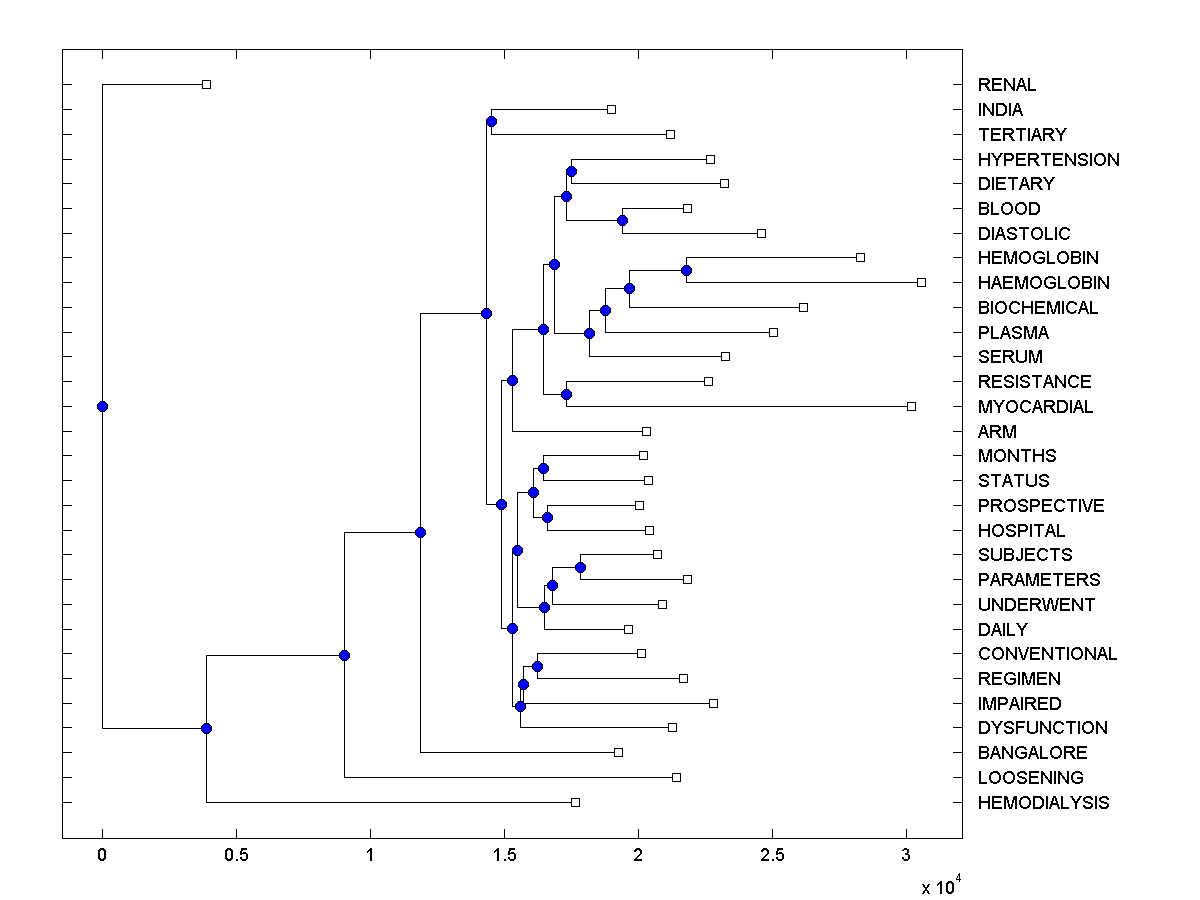 RENAL
INDIA
TERTIARY
HYPERTENSION
DIETARY
BLOOD
DIASTOLIC
HEMOGLOBIN
HAEMOGLOBIN
BIOCHEMICAL
PLASMA
SERUM
RESISTANCE
MYOCARDIAL
ARM
MONTHS
STATUS
PROSPECTIVE
HOSPITAL
SUBJECTS
PARAMETERS
UNDERWENT
DAILY
CONVENTIONAL
REGIMEN
IMPAIRED
DYSFUNCTION
BANGALORE
LOOSENING
HEMODIALYSIS
0 0.5 1 1.5 2 2.5 3
x 10^4